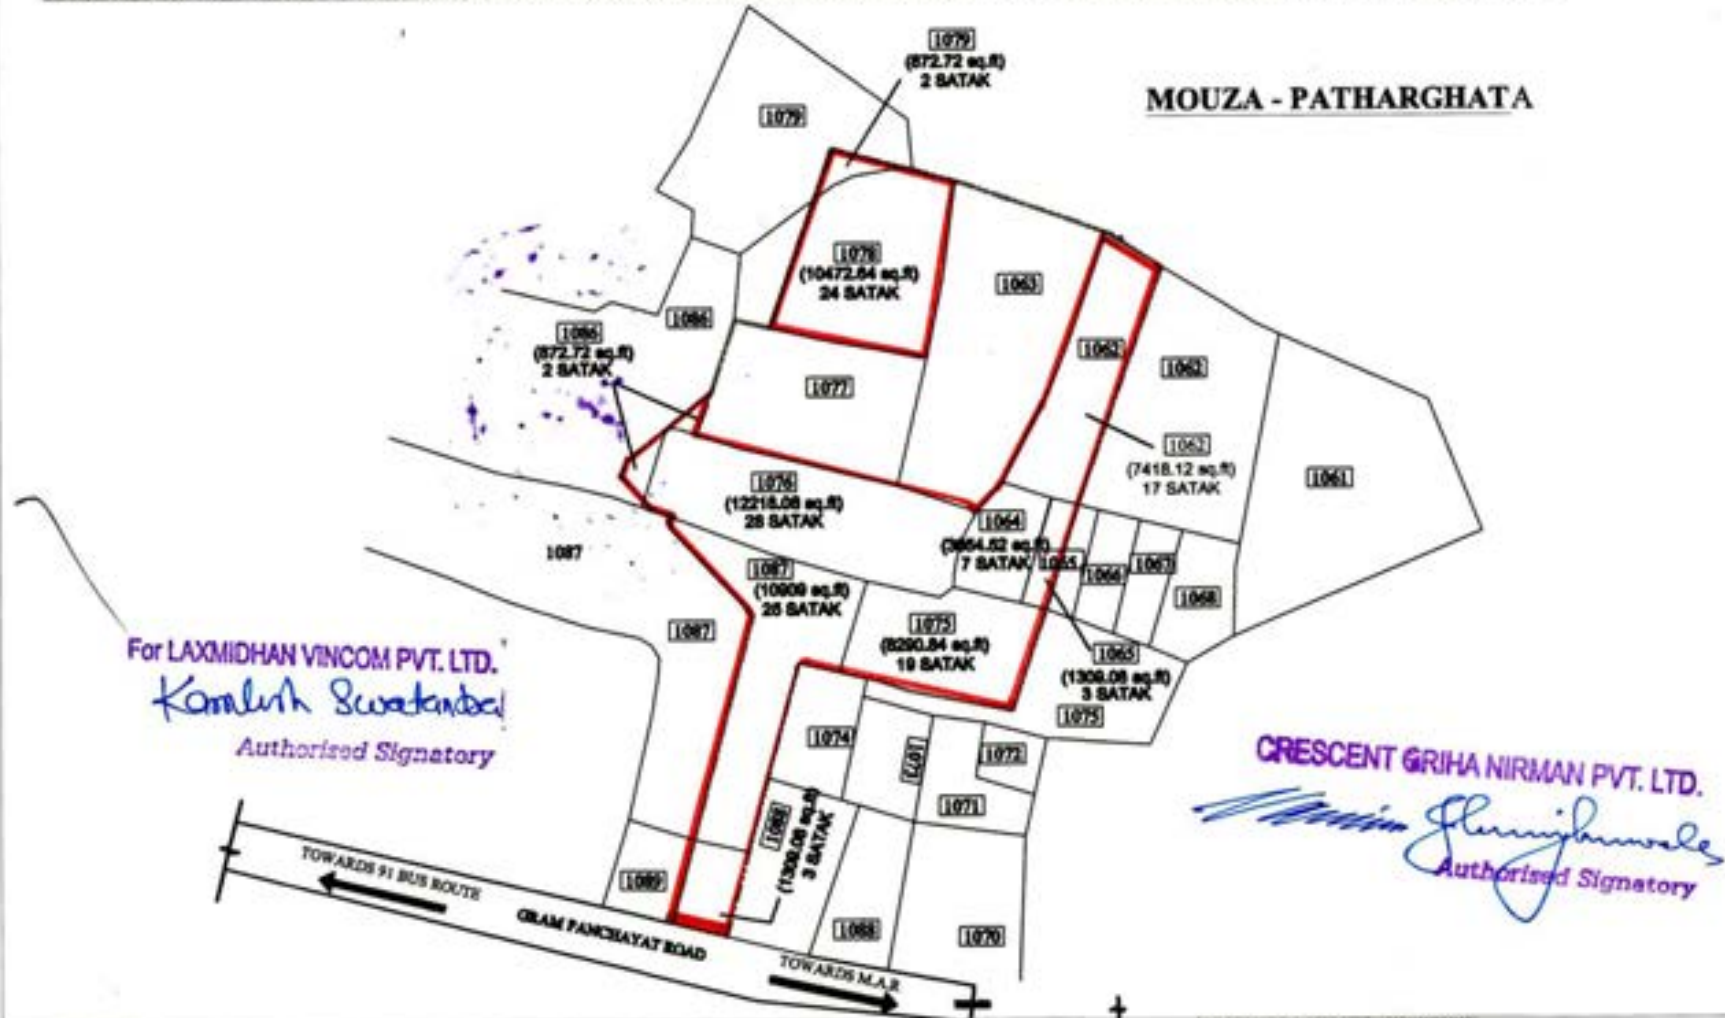 1079
(872.72 sq.ft)
2 SATAK
MOUZA - PATHARGHATA
1079
1078
(10472.64 sq.ft)
24 SATAK
1063
1086
1086
(872.72 sq.ft)
2 SATAK
1062
1062
1077
1062
(7418.12 sq.ft)
17 SATAK
1061
1076
(12218.08 sq.ft)
28 SATAK
1064
7 SATAK
1065
1066
1067
1068
1087
1087
(10909 sq.ft)
25 SATAK
1087
1075
(8290.84 sq.ft)
19 SATAK
1065
(1309.08 sq.ft)
3 SATAK
1075
For LAXMIDHAN VINCOM PVT. LTD.
Authorised Signatory
1074
1073
1072
1071
CRESCENT GRIHA NIRMAN PVT. LTD.
Authorised Signatory
(1309.08 sq.ft)
3 SATAK
1089
1088
1070
TOWARDS 91 BUS ROUTE
GRAM PANCHAYAT ROAD
TOWARDS M.A.R